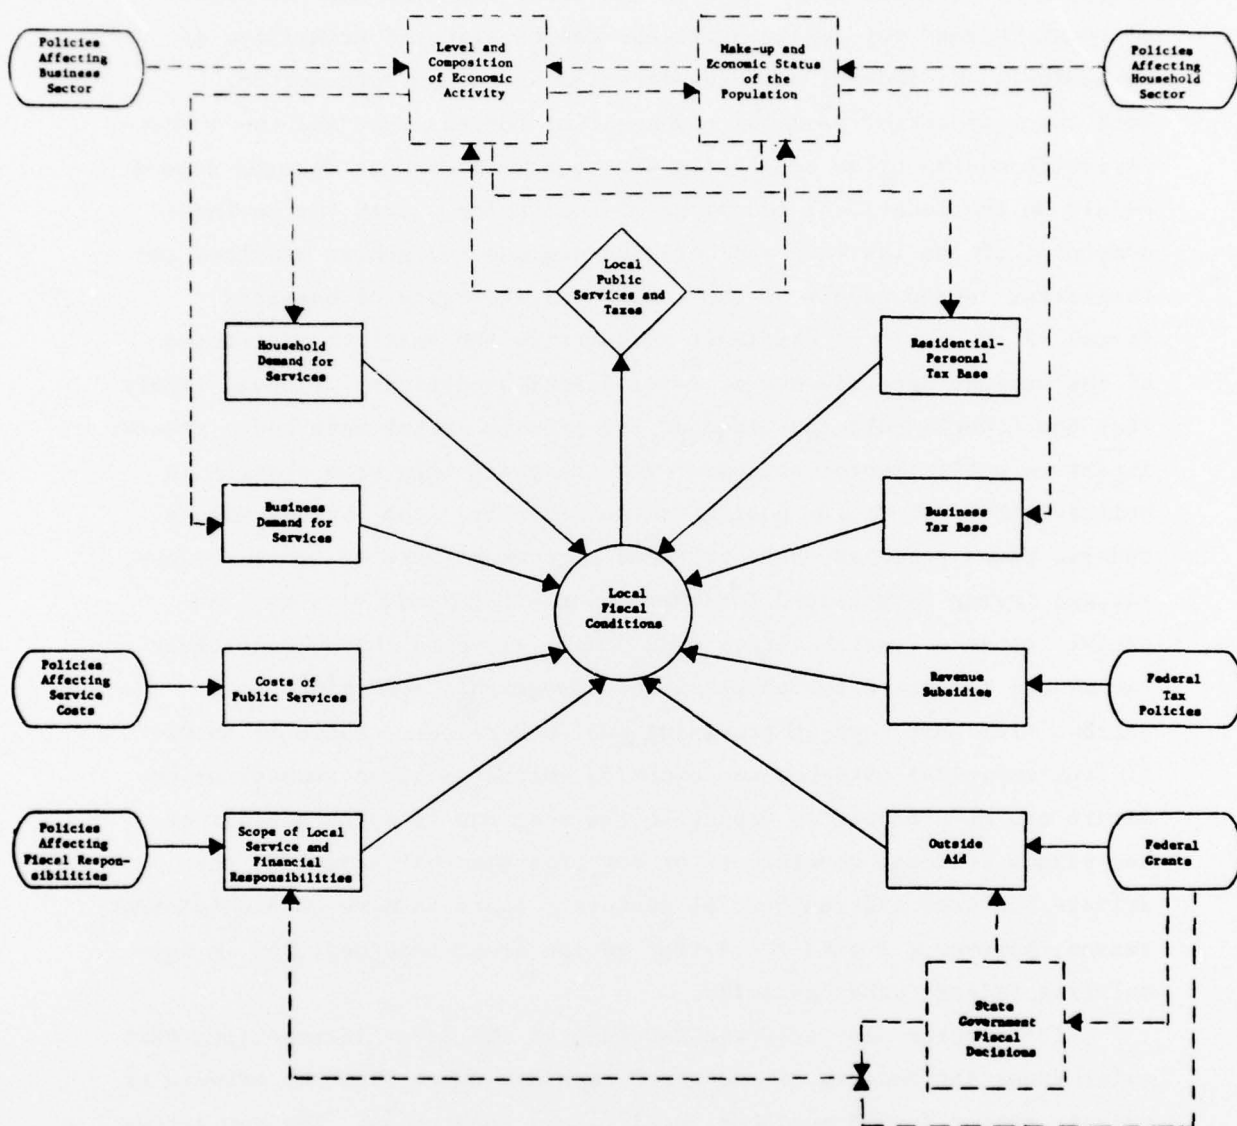 Policies
Affecting
Business
Sector
Level and
Composition
of Economic
Activity
Make-up and
Economic Status
of the
Population
Policies
Affecting
Household
Sector
Local
Public
Services and
Taxes
Household
Demand for
Services
Residential-
Personal
Tax Base
Business
Demand for
Services
Business
Tax Base
Local
Fiscal
Conditions
Policies
Affecting
Service
Costs
Costs of
Public Services
Revenue
Subsidies
Federal
Tax
Policies
Policies
Affecting
Fiscal Respon-
sibilities
Scope of Local
Service and
Financial
Responsibilities
Outside
Aid
Federal
Grants
State
Government
Fiscal
Decisions